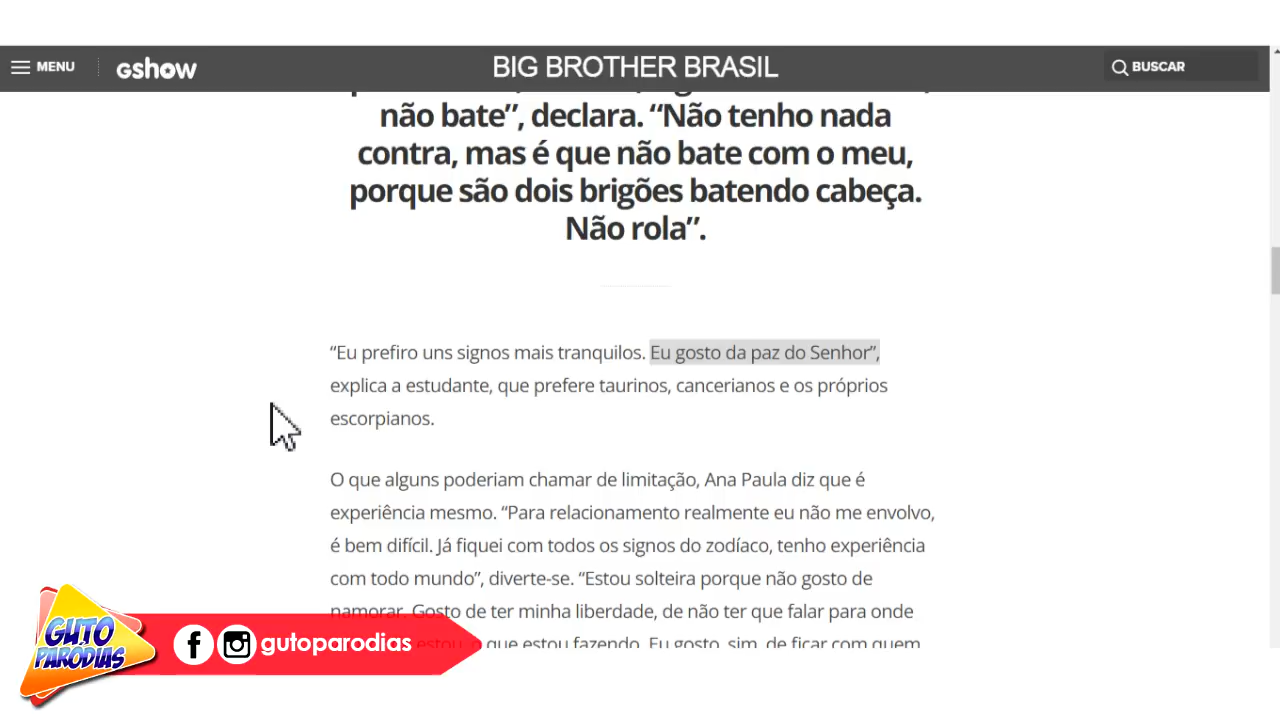 MENU
gshow
BIG BROTHER BRASIL
BUSCAR
não bate”, declara. “Não tenho nada
contra, mas é que não bate com o meu,
porque são dois brigões batendo cabeça.
Não rola”.
“Eu prefiro uns signos mais tranquilos. Eu gosto da paz do Senhor”,
explica a estudante, que prefere taurinos, cancerianos e os próprios
escorpianos.
O que alguns poderiam chamar de limitação, Ana Paula diz que é
experiência mesmo. “Para relacionamento realmente eu não me envolvo,
é bem difícil. Já fiquei com todos os signos do zodíaco, tenho experiência
com todo mundo”, diverte-se. “Estou solteira porque não gosto de
namorar. Gosto de ter minha liberdade, de não ter que falar para onde
estou, o que estou fazendo. Eu gosto, sim, de ficar com quem
GUTO
PARODIAS
gutoparodias